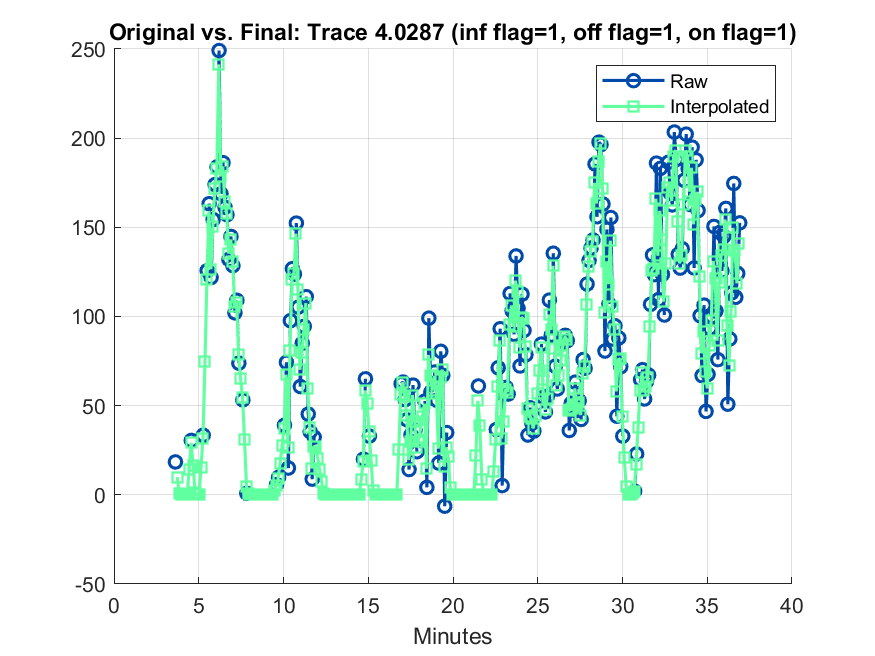 Original vs. Final: Trace 4.0287 (inf flag=1, off flag=1, on flag=1)
250
200
150
100
50
0
-50
Raw
Interpolated
0 5 10 15 20 25 30 35 40
Minutes